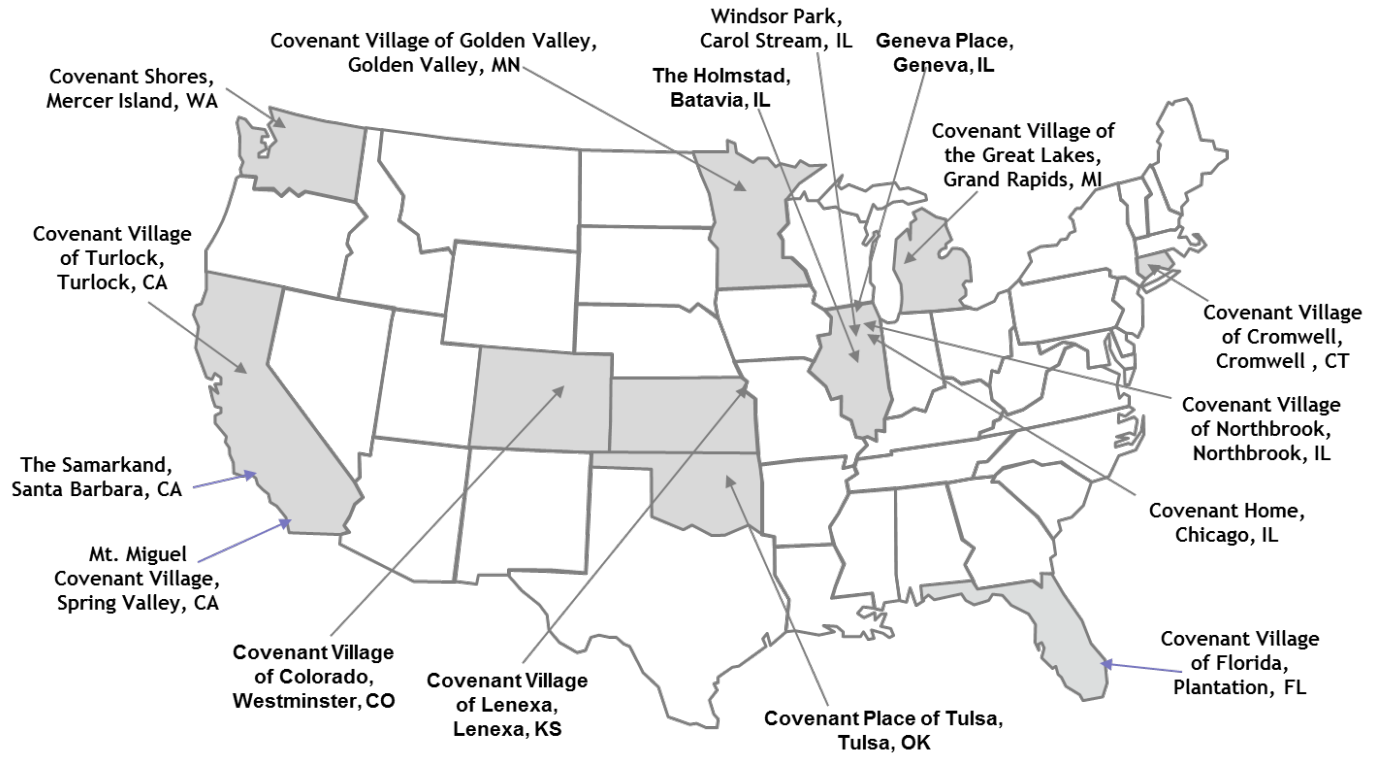 Windsor Park,
Carol Stream, IL
Covenant Village of Golden Valley,
Golden Valley, MN
Geneva Place,
Geneva, IL
Covenant Shores,
Mercer Island, WA
The Holmstad,
Batavia, IL
Covenant Village of
the Great Lakes,
Grand Rapids, MI
Covenant Village
of Turlock,
Turlock, CA
Covenant Village
of Cromwell,
Cromwell , CT
Covenant Village
of Northbrook,
Northbrook, IL
The Samarkand,
Santa Barbara, CA
Covenant Home,
Chicago, IL
Mt. Miguel
Covenant Village,
Spring Valley, CA
Covenant Village
of Florida,
Plantation, FL
Covenant Village
of Colorado,
Westminster, CO
Covenant Village
of Lenexa,
Lenexa, KS
Covenant Place of Tulsa,
Tulsa, OK